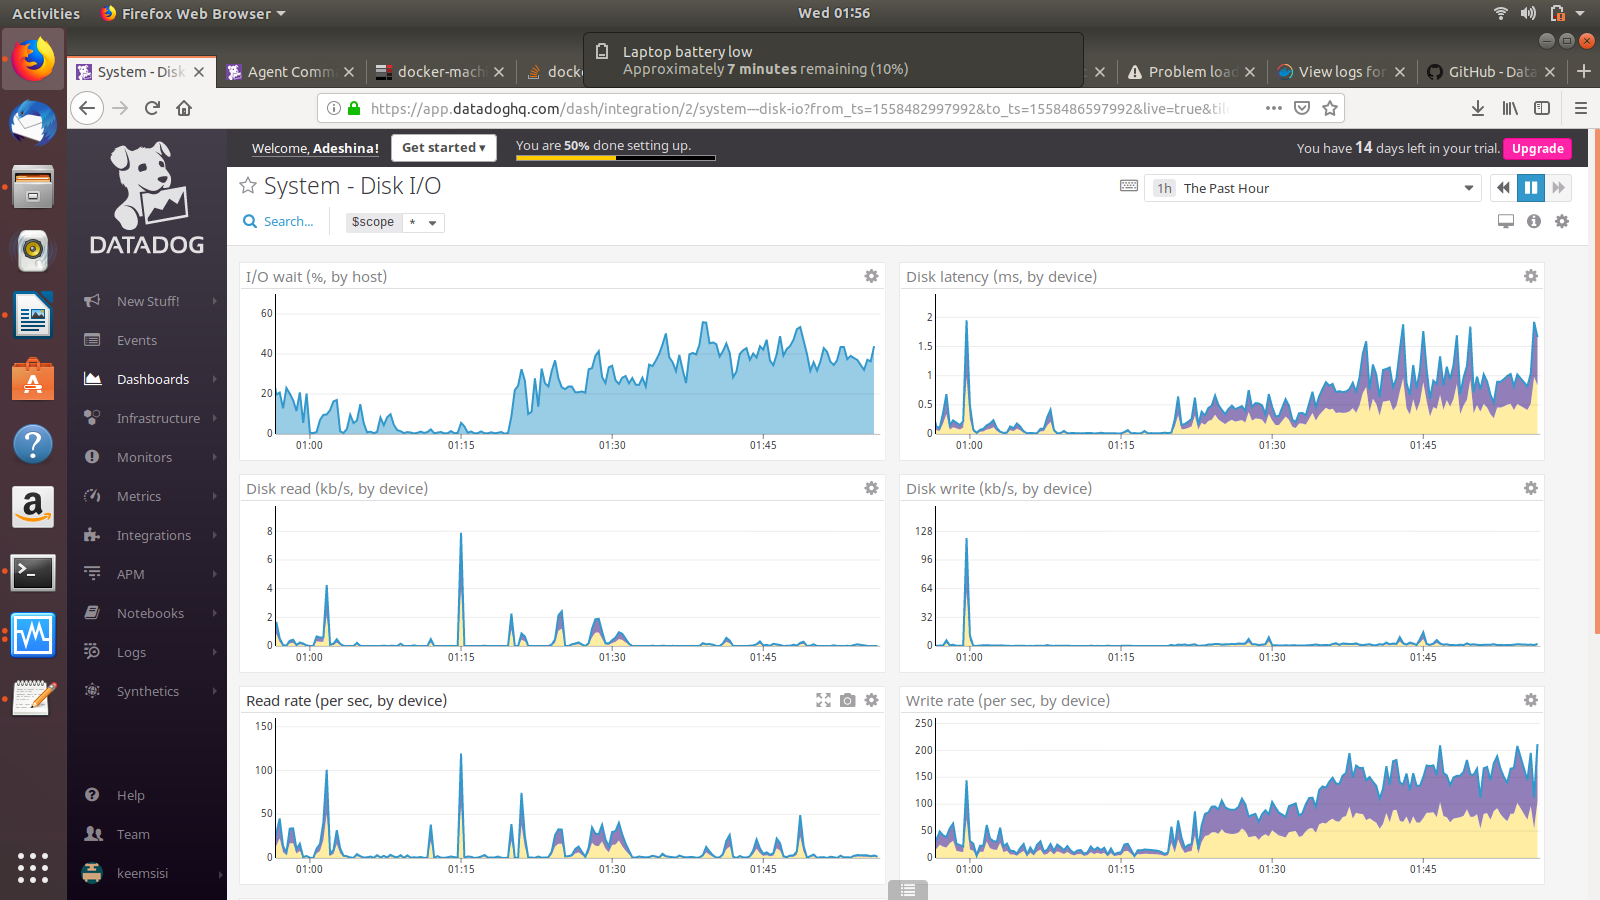 Activities
Firefox Web Browser
Wed 01:56
Laptop battery low
Approximately 7 minutes remaining (10%)
System - Disk
Agent Comm
docker-mach
docke
Problem load
View logs for
GitHub - Data
https://app.datadoghq.com/dash/integration/2/system---disk-io?from_ts=1558482997992&to_ts=1558486597992&live=true&til
Welcome, Adeshina!
Get started ▾
You are 50% done setting up.
You have 14 days left in your trial.
Upgrade
DATADOG
New Stuff!
Events
Dashboards
Infrastructure
Monitors
Metrics
Integrations
APM
Notebooks
Logs
Synthetics
Help
Team
keemsisi
System - Disk I/O
1h The Past Hour
Search...
$scope *
I/O wait (%, by host)
60
40
20
0
01:00 01:15 01:30 01:45
Disk latency (ms, by device)
2
1.5
1
0.5
0
01:00 01:15 01:30 01:45
Disk read (kb/s, by device)
8
6
4
2
0
01:00 01:15 01:30 01:45
Disk write (kb/s, by device)
128
96
64
32
0
01:00 01:15 01:30 01:45
Read rate (per sec, by device)
150
100
50
0
01:00 01:15 01:30 01:45
Write rate (per sec, by device)
250
200
150
100
50
0
01:00 01:15 01:30 01:45